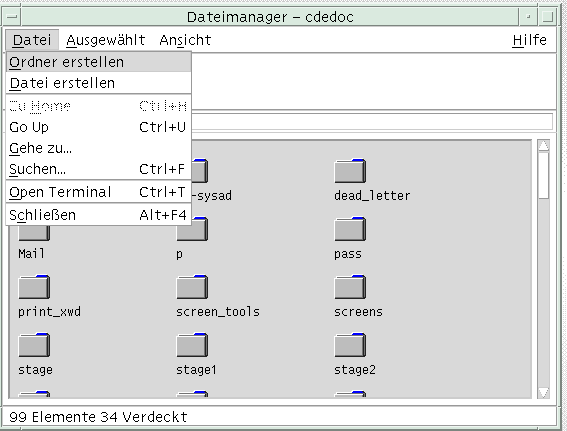 Dateimanager – cdedoc
Datei Ausgewählt Ansicht Hilfe
Ordner erstellen
Datei erstellen
Zu Home Ctrl+H
Go Up Ctrl+U
Gehe zu...
Suchen... Ctrl+F
Open Terminal Ctrl+T
Schließen Alt+F4
-sysad dead_letter
Mail p pass
print_xwd screen_tools screens
stage stage1 stage2
99 Elemente 34 Verdeckt